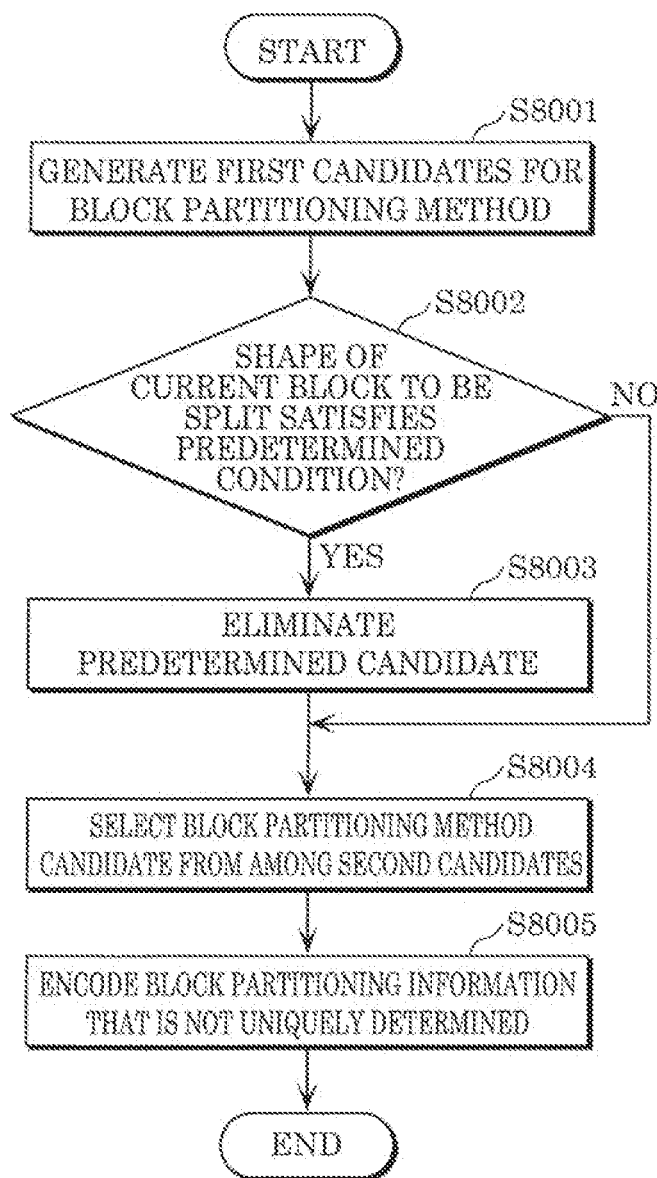 START
S8001
GENERATE FIRST CANDIDATES FOR
BLOCK PARTITIONING METHOD
S8002
SHAPE OF
CURRENT BLOCK TO BE
SPLIT SATISFIES
PREDETERMINED
CONDITION?
NO
YES
S8003
ELIMINATE
PREDETERMINED CANDIDATE
S8004
SELECT BLOCK PARTITIONING METHOD
CANDIDATE FROM AMONG SECOND CANDIDATES
S8005
ENCODE BLOCK PARTITIONING INFORMATION
THAT IS NOT UNIQUELY DETERMINED
END